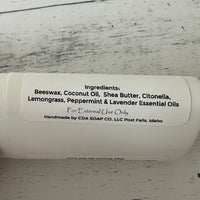 Ingredients:
Beeswax, Coconut Oil, Shea Butter, Citonella,
Lemongrass, Peppermint & Lavender Essential Oils
For External Use Only
Handmade by CDA SOAP CO, LLC Post Falls, Idaho